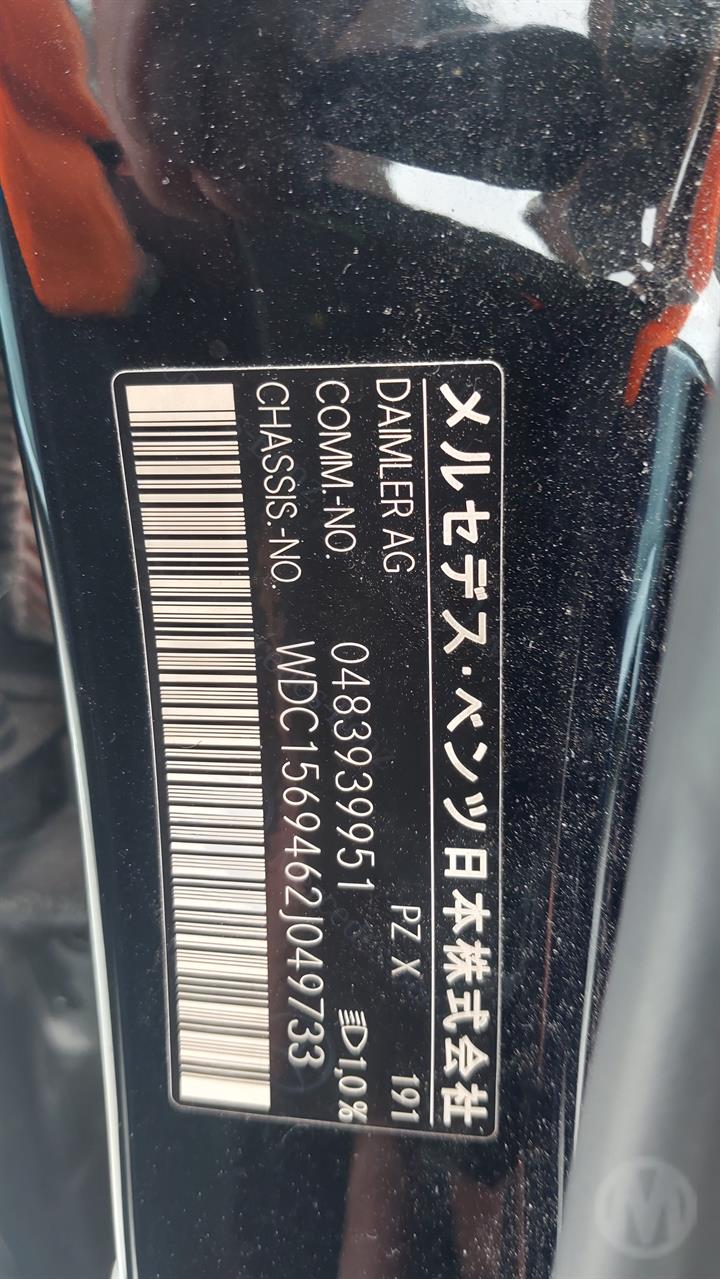 メルセデス・ベンツ日本株式会社
DAIMLER AG PZ X 191
COMM.-NO. 0483939951 1,0%
CHASSIS.-NO. WDC1569462J049733
M